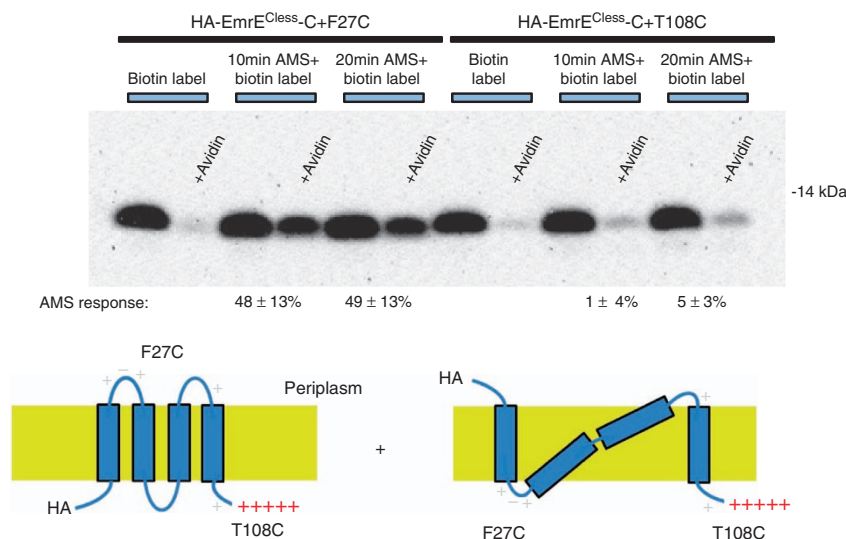 HA-EmrE^Cless-C+F27C HA-EmrE^Cless-C+T108C
Biotin label 10min AMS+ biotin label 20min AMS+ biotin label Biotin label 10min AMS+ biotin label 20min AMS+ biotin label
+Avidin +Avidin +Avidin +Avidin +Avidin +Avidin
-14 kDa
AMS response: 48 ± 13% 49 ± 13% 1 ± 4% 5 ± 3%
F27C
+ − + +
Periplasm
HA
+
+
HA
+ +++++
T108C
+ − +
F27C
+ +++++
T108C